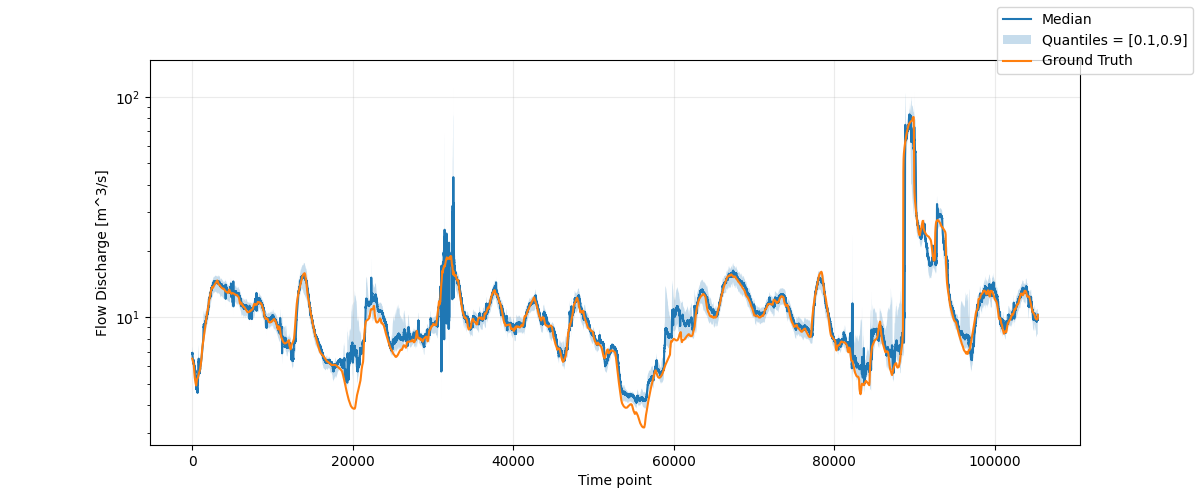 Median
Quantiles = [0.1,0.9]
Ground Truth
10^2
10^1
Flow Discharge [m^3/s]
0 20000 40000 60000 80000 100000
Time point